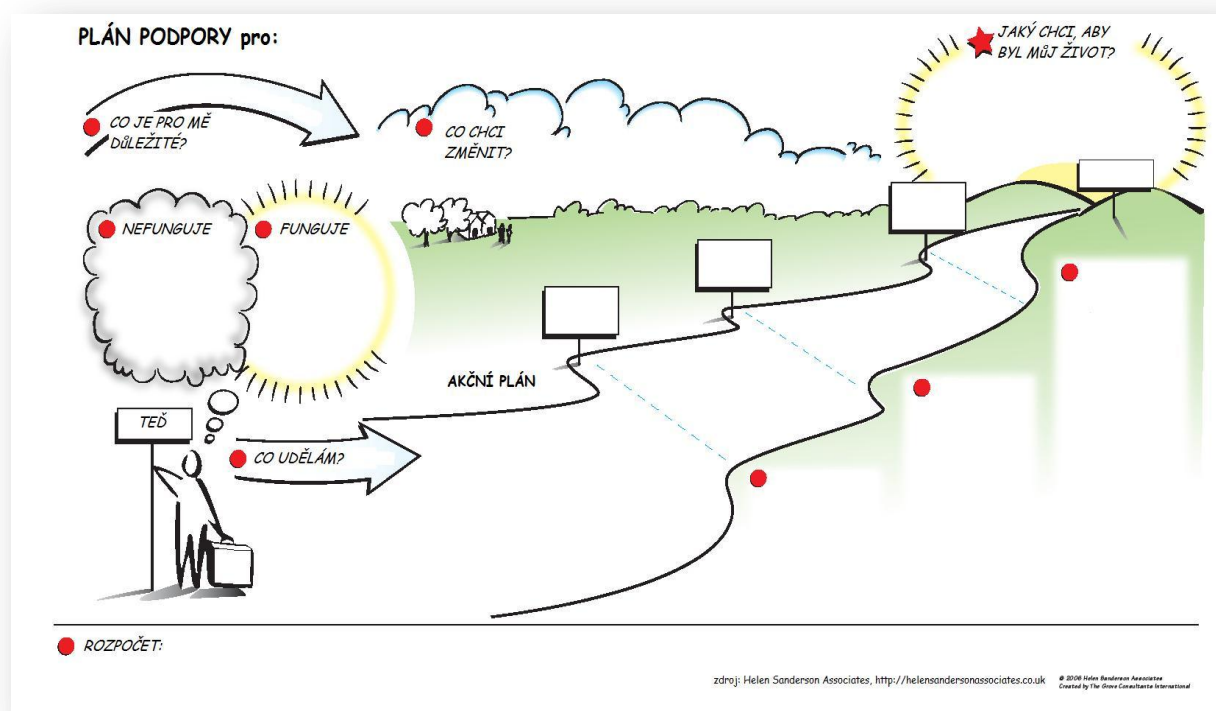 PLÁN PODPORY pro:
JAKÝ CHCI, ABY
BYL MŮJ ŽIVOT?
CO JE PRO MĚ
DŮLEŽITÉ?
CO CHCI
ZMĚNIT?
NEFUNGUJE
FUNGUJE
AKČNÍ PLÁN
TEĎ
CO UDĚLÁM?
ROZPOČET:
zdroj: Helen Sanderson Associates, http://helensandersonassociates.co.uk
© 2006 Helen Sanderson Associates
Created by The Grove Consultants International